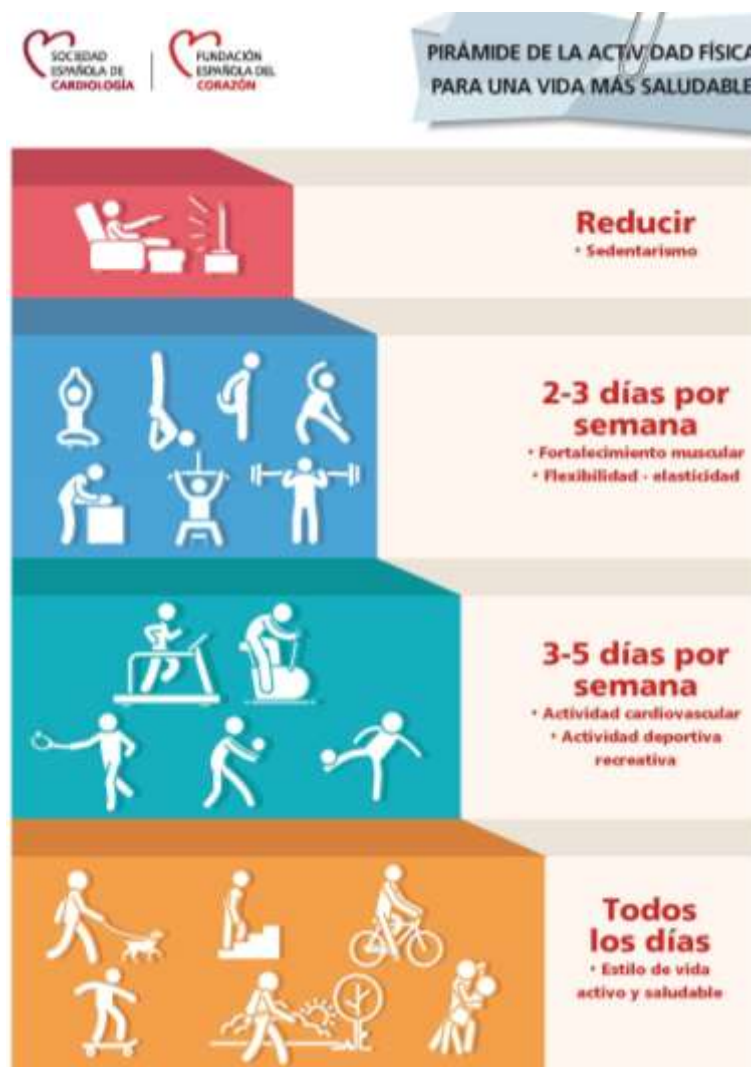 SOCIEDAD
ESPAÑOLA DE
CARDIOLOGÍA
FUNDACIÓN
ESPAÑOLA DEL
CORAZÓN
PIRÁMIDE DE LA ACTIVIDAD FÍSICA
PARA UNA VIDA MÁS SALUDABLE
Reducir
• Sedentarismo
2-3 días por
semana
• Fortalecimiento muscular
• Flexibilidad - elasticidad
3-5 días por
semana
• Actividad cardiovascular
• Actividad deportiva
recreativa
Todos
los días
• Estilo de vida
activo y saludable